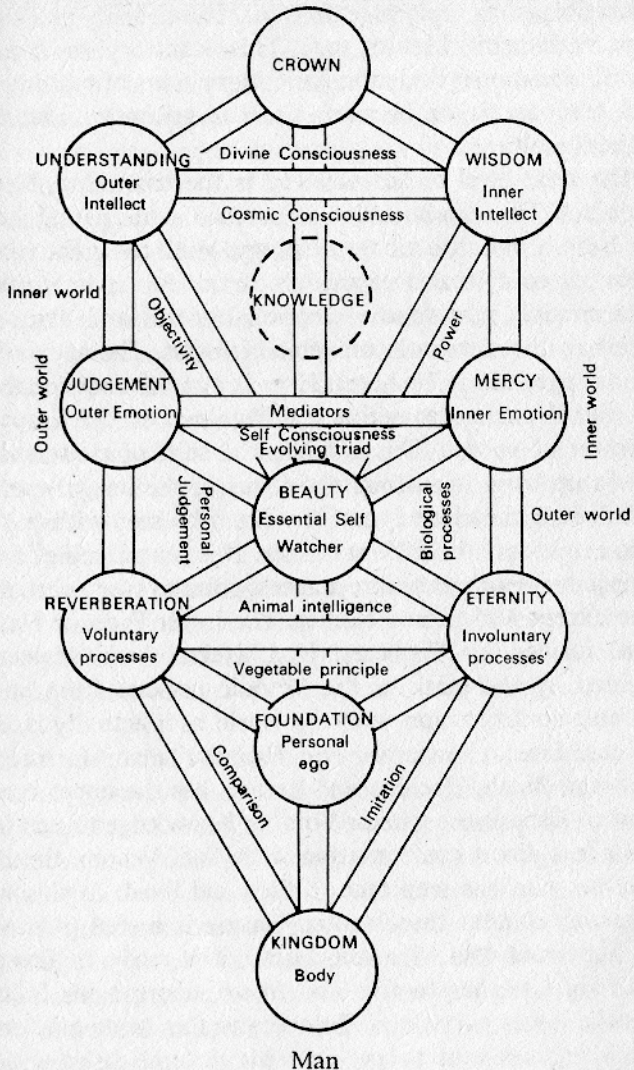 CROWN
UNDERSTANDING
Outer
Intellect
Divine Consciousness
WISDOM
Inner
Intellect
Cosmic Consciousness
Inner world
Objectivity
KNOWLEDGE
Power
Outer world
JUDGEMENT
Outer Emotion
Mediators
MERCY
Inner Emotion
Inner world
Self Consciousness
Evolving triad
Personal
Judgement
BEAUTY
Essential Self
Watcher
Biological
processes
Outer world
REVERBERATION
Voluntary
processes
Animal intelligence
ETERNITY
Involuntary
processes'
Vegetable principle
FOUNDATION
Personal
ego
Comparison
Imitation
KINGDOM
Body
Man